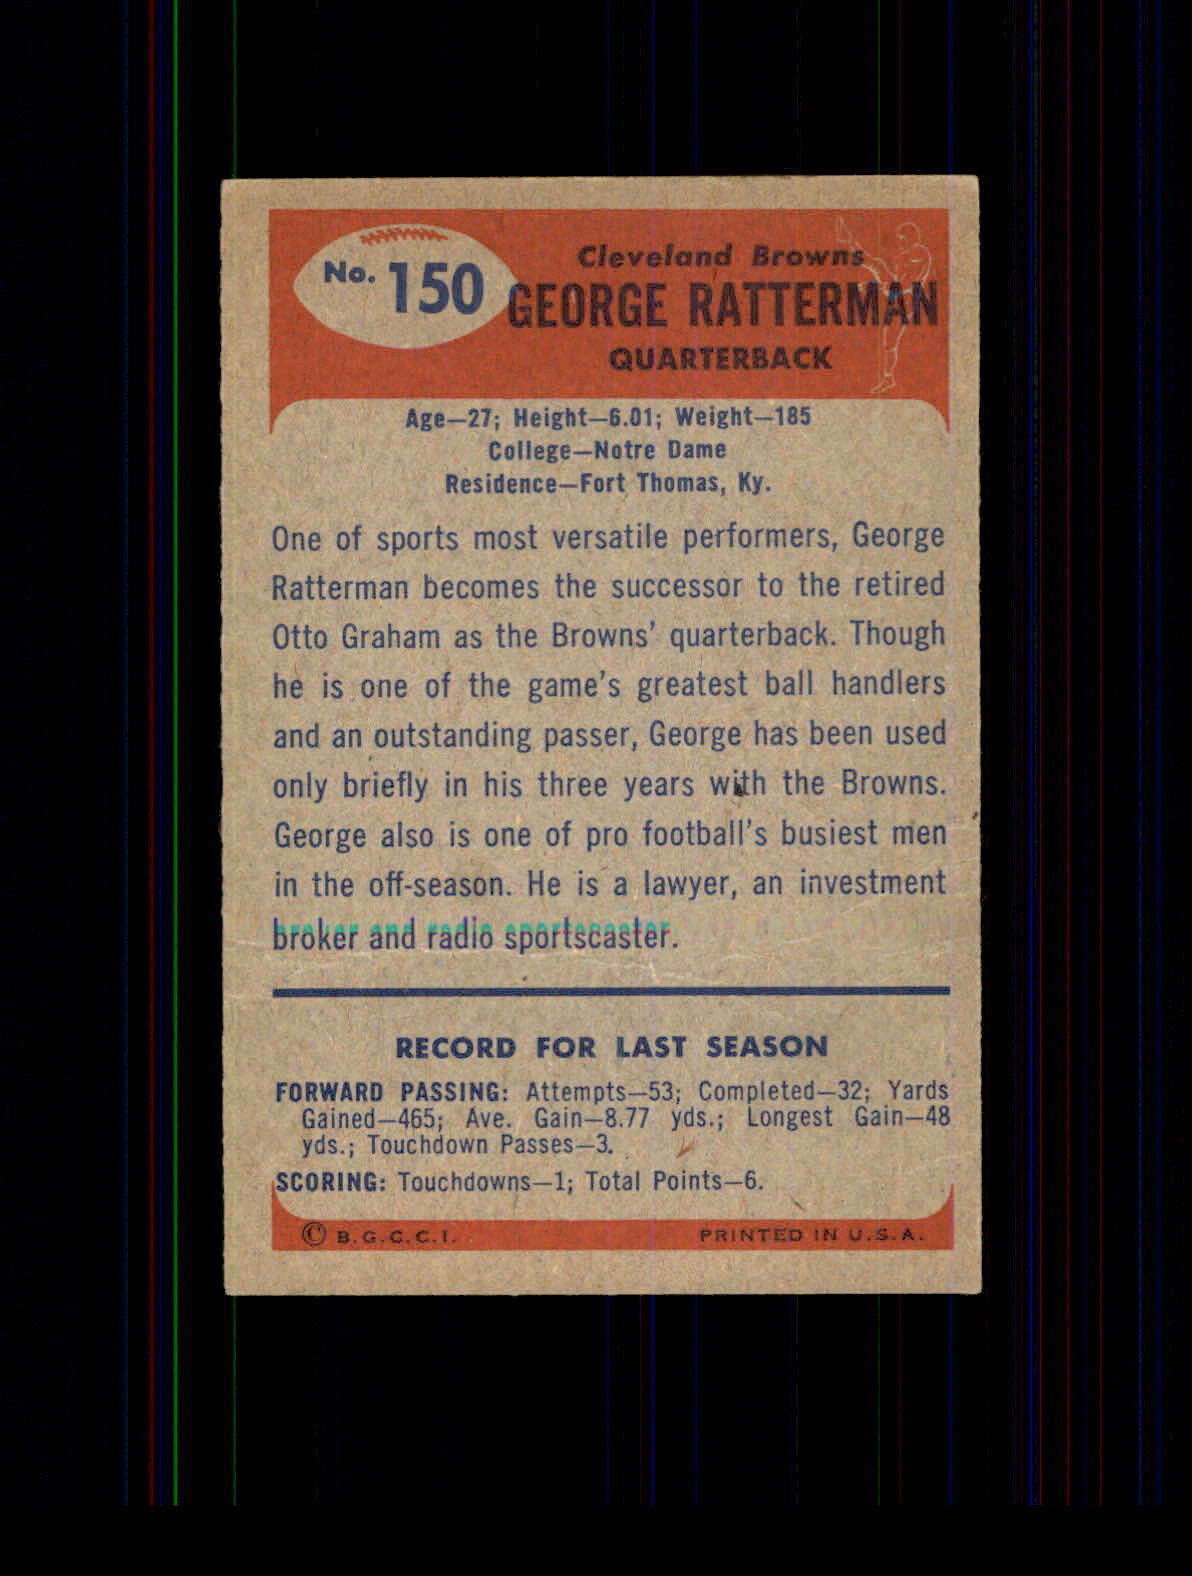 No. 150
Cleveland Browns
GEORGE RATTERMAN
QUARTERBACK
Age—27; Height—6.01; Weight—185
College—Notre Dame
Residence—Fort Thomas, Ky.
One of sports most versatile performers, George
Ratterman becomes the successor to the retired
Otto Graham as the Browns' quarterback. Though
he is one of the game's greatest ball handlers
and an outstanding passer, George has been used
only briefly in his three years with the Browns.
George also is one of pro football's busiest men
in the off-season. He is a lawyer, an investment
broker and radio sportscaster.
RECORD FOR LAST SEASON
FORWARD PASSING: Attempts—53; Completed—32; Yards
Gained—465; Ave. Gain—8.77 yds.; Longest Gain—48
yds.; Touchdown Passes—3.
SCORING: Touchdowns—1; Total Points—6.
© B.G.C.C.I. PRINTED IN U.S.A.